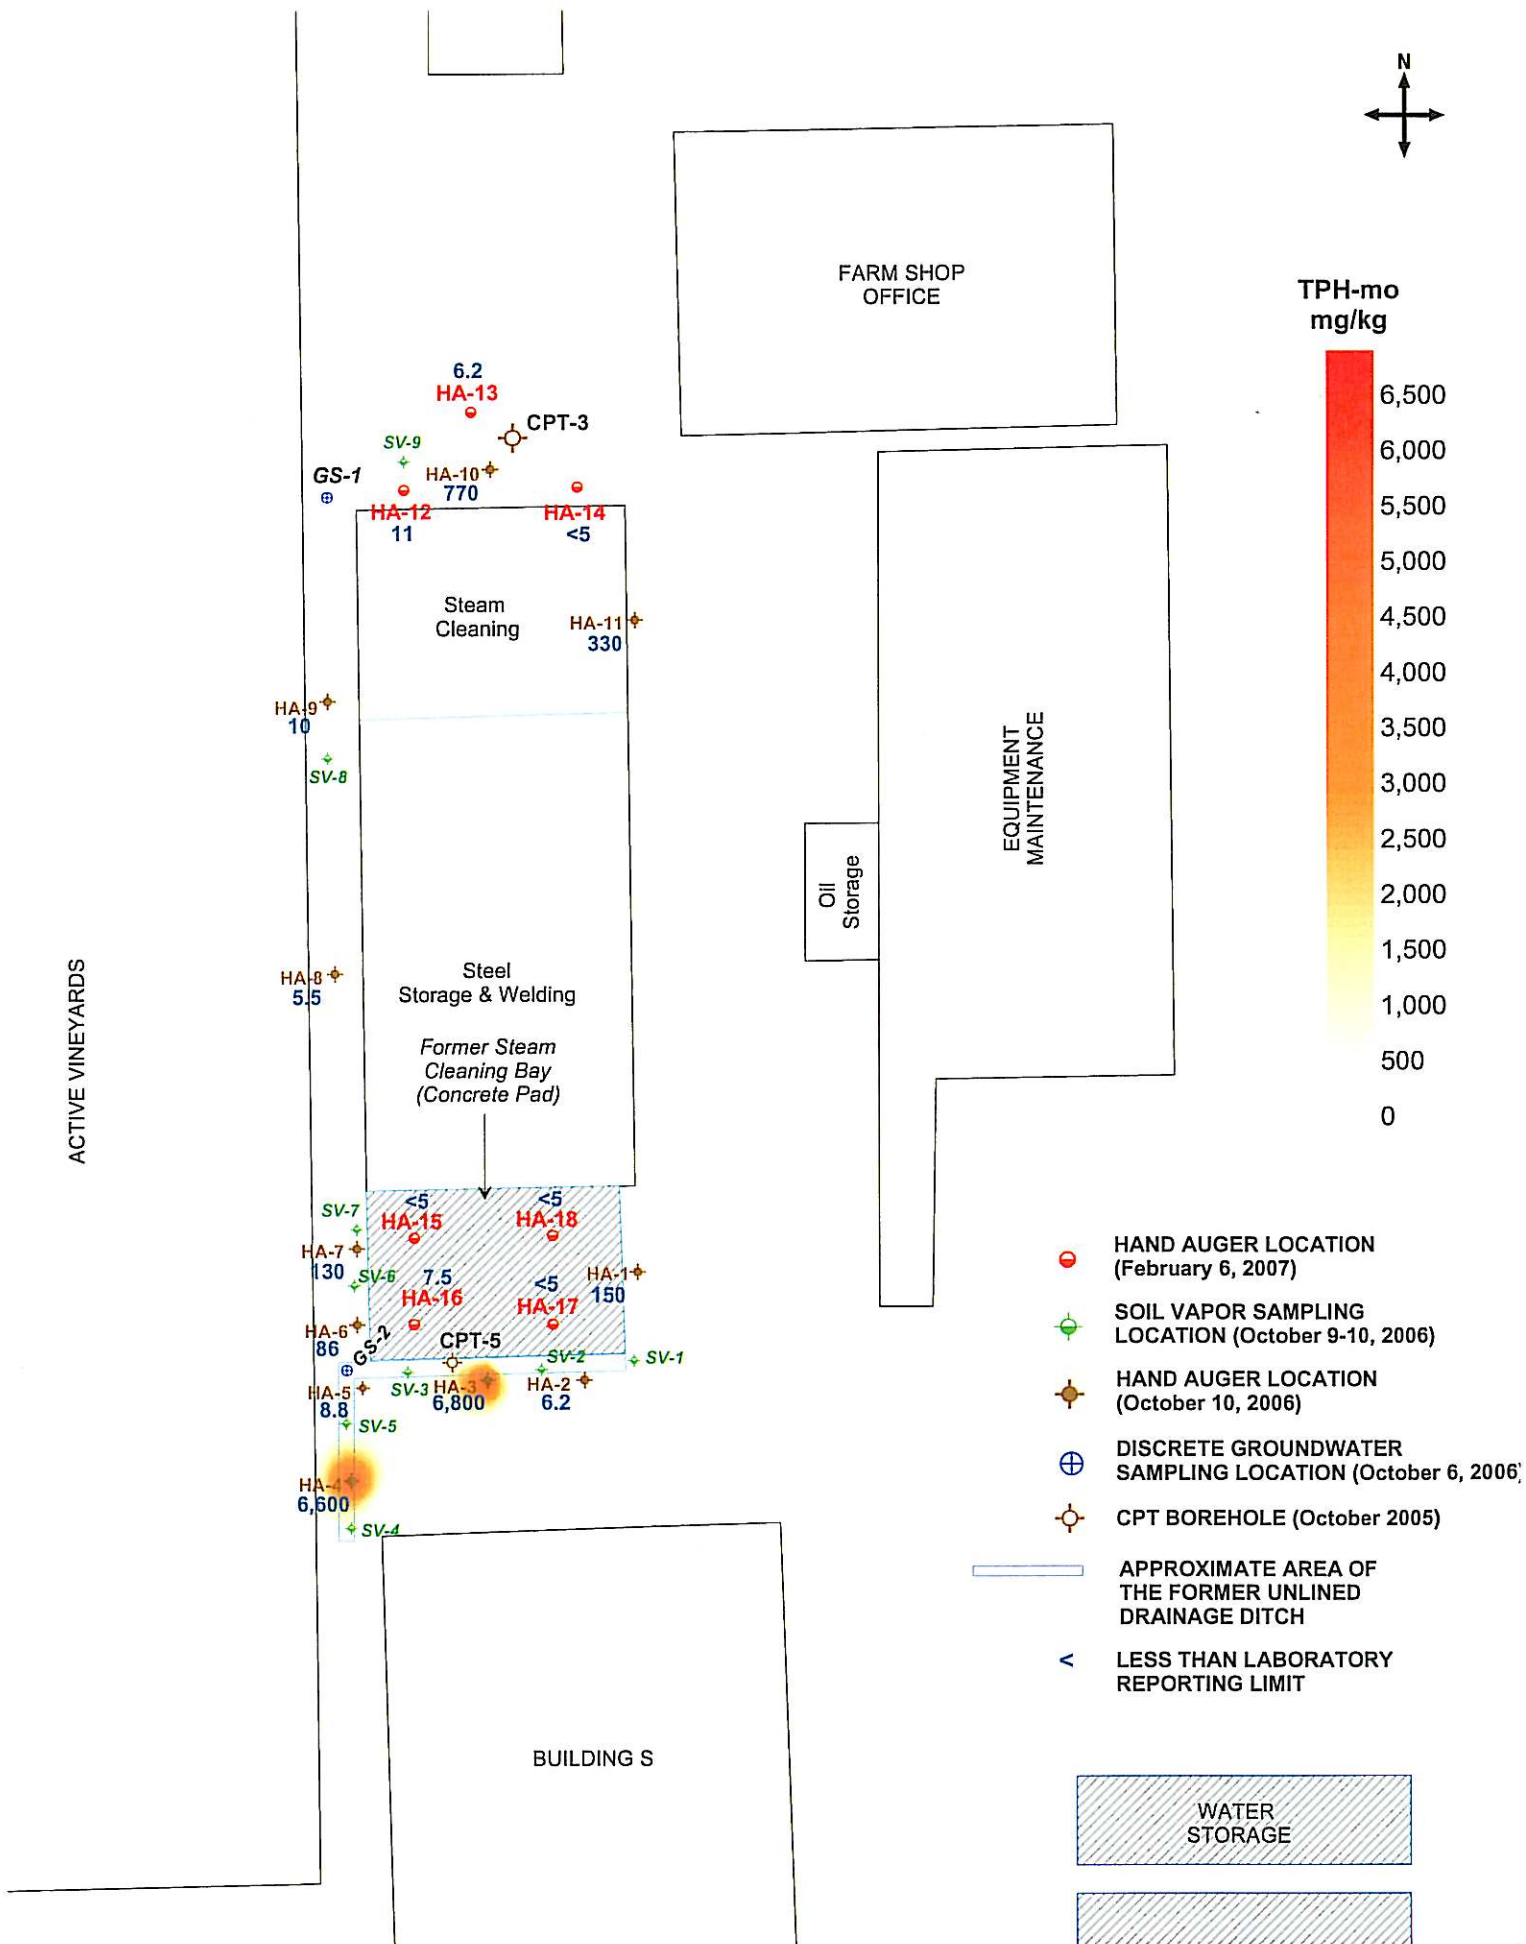 N
FARM SHOP
OFFICE
TPH-mo
mg/kg
6,500
6,000
5,500
5,000
4,500
4,000
3,500
3,000
2,500
2,000
1,500
1,000
500
0
6.2
HA-13
CPT-3
SV-9
HA-10
770
GS-1
HA-12
11
HA-14
<5
Steam
Cleaning
HA-11
330
HA-9
10
SV-8
EQUIPMENT
MAINTENANCE
Oil
Storage
HA-8
5.5
Steel
Storage & Welding
Former Steam
Cleaning Bay
(Concrete Pad)
ACTIVE VINEYARDS
<5
HA-15
<5
HA-18
SV-7
HA-7
130
SV-6
7.5
HA-16
<5
HA-17
HA-1
150
HA-6
86
GS-2
CPT-5
SV-2
SV-1
HA-5
8.8
SV-3
HA-3
6,800
HA-2
6.2
SV-5
HA-4
6,600
SV-4
HAND AUGER LOCATION
(February 6, 2007)
SOIL VAPOR SAMPLING
LOCATION (October 9-10, 2006)
HAND AUGER LOCATION
(October 10, 2006)
DISCRETE GROUNDWATER
SAMPLING LOCATION (October 6, 2006)
CPT BOREHOLE (October 2005)
APPROXIMATE AREA OF
THE FORMER UNLINED
DRAINAGE DITCH
<
LESS THAN LABORATORY
REPORTING LIMIT
BUILDING S
WATER
STORAGE